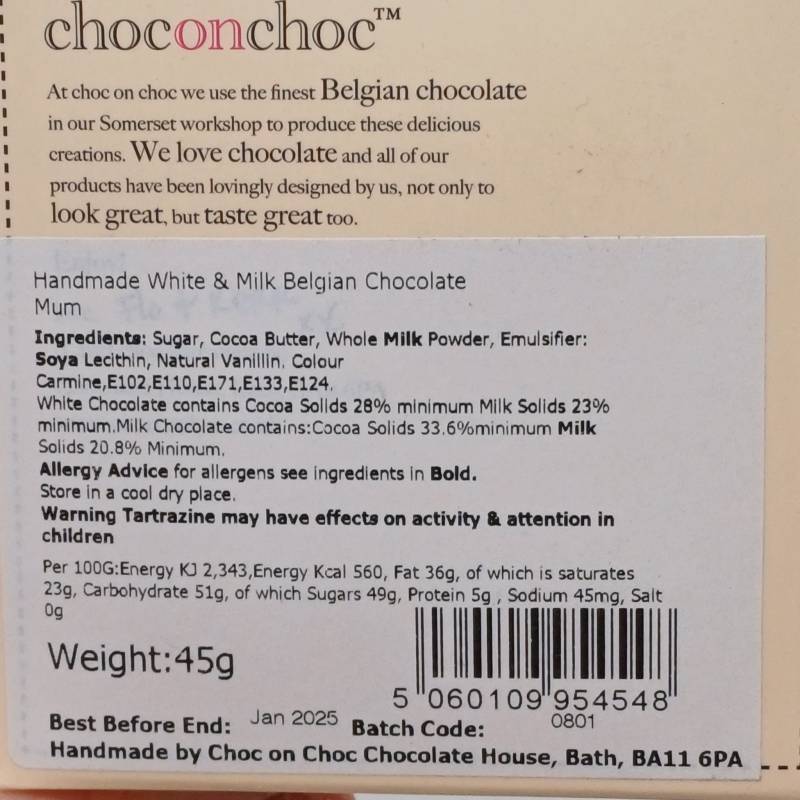 choconchoc™
At choc on choc we use the finest Belgian chocolate
in our Somerset workshop to produce these delicious
creations. We love chocolate and all of our
products have been lovingly designed by us, not only to
look great, but taste great too.
Handmade White & Milk Belgian Chocolate
Mum
Ingredients: Sugar, Cocoa Butter, Whole Milk Powder, Emulsifier:
Soya Lecithin, Natural Vanillin. Colour
Carmine,E102,E110,E171,E133,E124.
White Chocolate contains Cocoa Solids 28% minimum Milk Solids 23%
minimum.Milk Chocolate contains:Cocoa Solids 33.6%minimum Milk
Solids 20.8% Minimum.
Allergy Advice for allergens see ingredients in Bold.
Store in a cool dry place.
Warning Tartrazine may have effects on activity & attention in
children
Per 100G:Energy KJ 2,343,Energy Kcal 560, Fat 36g, of which is saturates
23g, Carbohydrate 51g, of which Sugars 49g, Protein 5g , Sodium 45mg, Salt
0g
Weight:45g
5 060109 954548
Best Before End: Jan 2025 Batch Code: 0801
Handmade by Choc on Choc Chocolate House, Bath, BA11 6PA